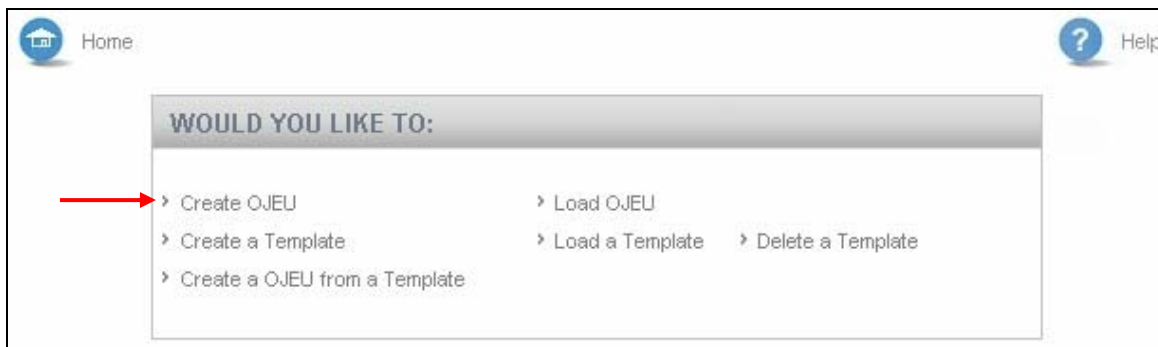 Home
? Help
WOULD YOU LIKE TO:
Create OJEU
Load OJEU
Create a Template
Load a Template
Delete a Template
Create a OJEU from a Template